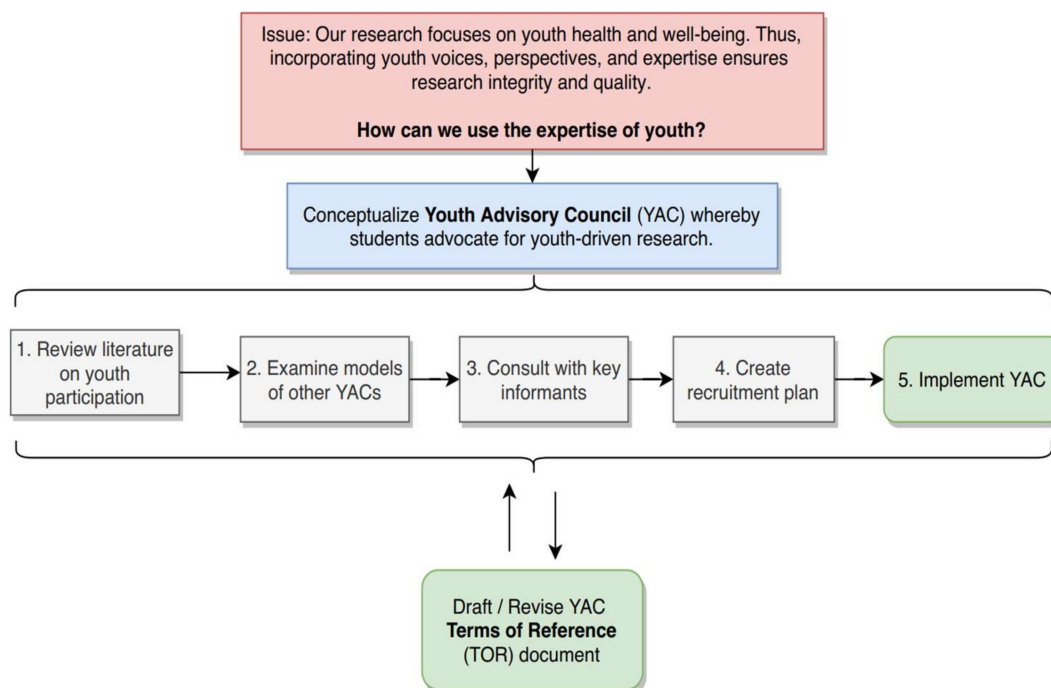 Issue: Our research focuses on youth health and well-being. Thus,
incorporating youth voices, perspectives, and expertise ensures
research integrity and quality.
How can we use the expertise of youth?
Conceptualize Youth Advisory Council (YAC) whereby
students advocate for youth-driven research.
1. Review literature
on youth
participation
2. Examine models
of other YACs
3. Consult with key
informants
4. Create
recruitment plan
5. Implement YAC
Draft / Revise YAC
Terms of Reference
(TOR) document